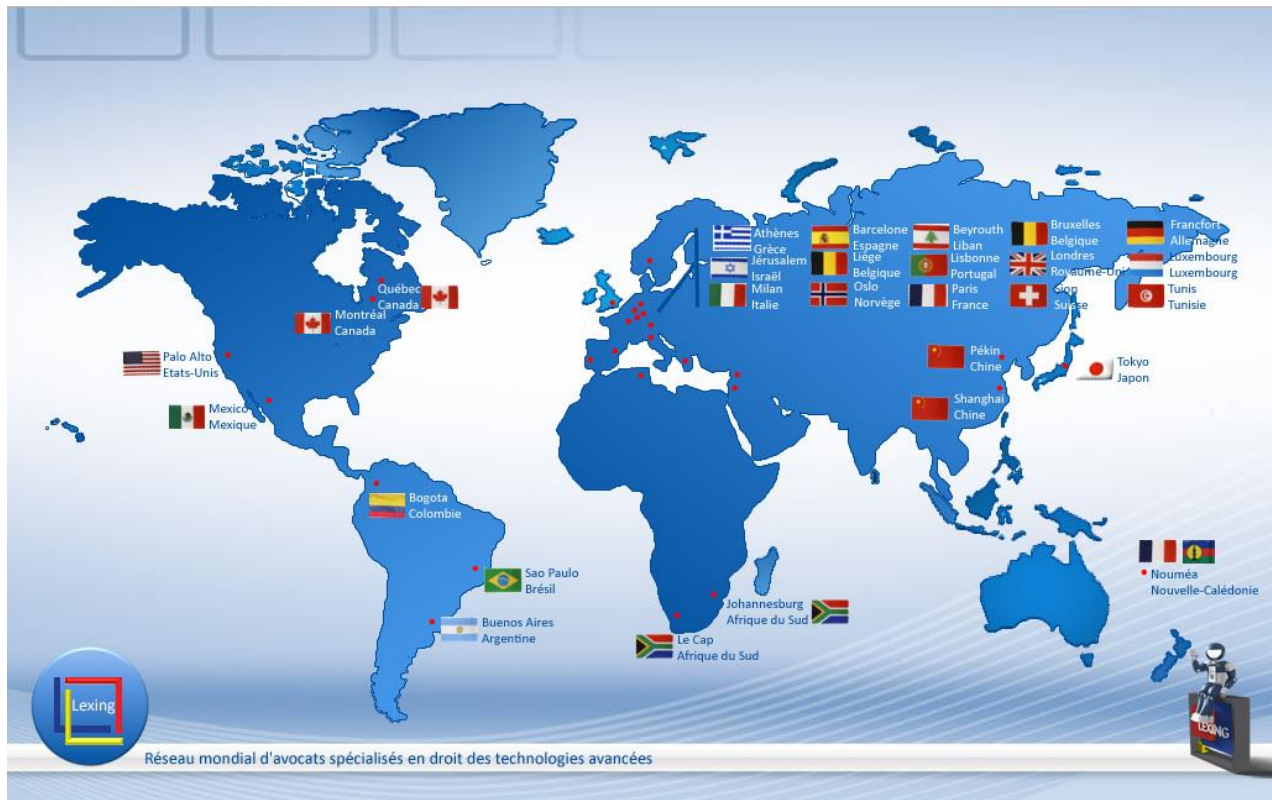 Athènes
Grèce
Barcelone
Espagne
Beyrouth
Liban
Bruxelles
Belgique
Francfort
Allemagne
Jérusalem
Israël
Liège
Belgique
Lisbonne
Portugal
Londres
Royaume-Uni
Luxembourg
Luxembourg
Milan
Italie
Oslo
Norvège
Paris
France
Sion
Suisse
Tunis
Tunisie
Québec
Canada
Montréal
Canada
Palo Alto
Etats-Unis
Mexico
Mexique
Pékin
Chine
Tokyo
Japon
Shanghai
Chine
Bogota
Colombie
Sao Paulo
Brésil
Nouméa
Nouvelle-Calédonie
Johannesburg
Afrique du Sud
Buenos Aires
Argentine
Le Cap
Afrique du Sud
Lexing
LEXING
Réseau mondial d'avocats spécialisés en droit des technologies avancées